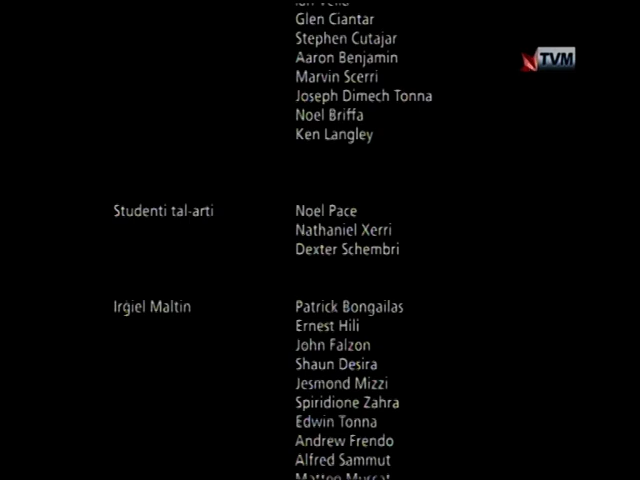 Glen Ciantar
Stephen Cutajar
Aaron Benjamin
TVM
Marvin Scerri
Joseph Dimech Tonna
Noel Briffa
Ken Langley
Studenti tal-arti Noel Pace
Nathaniel Xerri
Dexter Schembri
Irġiel Maltin Patrick Bongailas
Ernest Hili
John Falzon
Shaun Desira
Jesmond Mizzi
Spiridione Zahra
Edwin Tonna
Andrew Frendo
Alfred Sammut